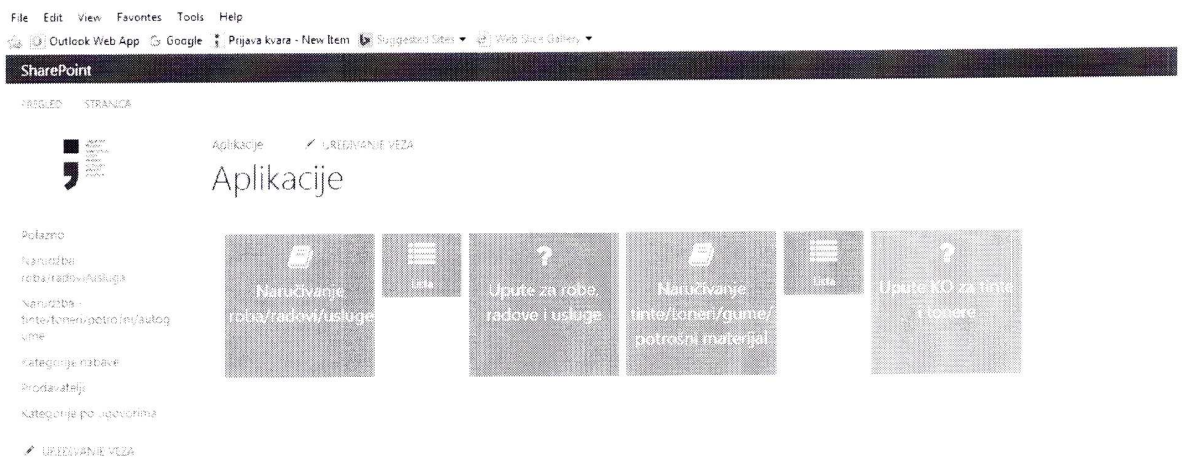 File Edit View Favorites Tools Help
Outlook Web App Google Prijava kvara - New Item Suggested Sites Web Slice Gallery
SharePoint
PREGLED STRANICA
Aplikacije UREĐIVANJE VEZA
Aplikacije
Polazno
Narudžba
roba/radovi/usluga
Narudžba -
tinte/toneri/potrošni/autog
ume
Kategorije nabave
Prodavatelji
Kategorije po ugovorima
UREĐIVANJE VEZA
Naručivanje
roba/radovi/usluge
Lista
?
Upute za robe,
radove i usluge
Naručivanje
tinte/toneri/gume/
potrošni materijal
Lista
?
Upute KO za tinte
i tonere